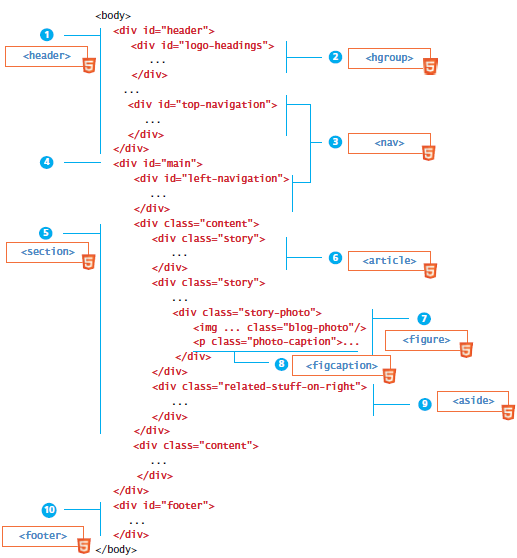 <body>
1 <div id="header">
<header> <div id="logo-headings">
... 2 <hgroup>
</div>
...
<div id="top-navigation">
...
</div> 3 <nav>
</div>
4 <div id="main">
<div id="left-navigation">
...
</div>
<div class="content">
5 <div class="story">
<section> ... 6 <article>
</div>
<div class="story">
...
<div class="story-photo"> 7
<img ... class="blog-photo"/> <figure>
<p class="photo-caption">...
</div> 8 <figcaption>
</div>
<div class="related-stuff-on-right">
... 9 <aside>
</div>
</div>
<div class="content">
...
</div>
</div>
10 <div id="footer">
...
<footer> </div>
</body>